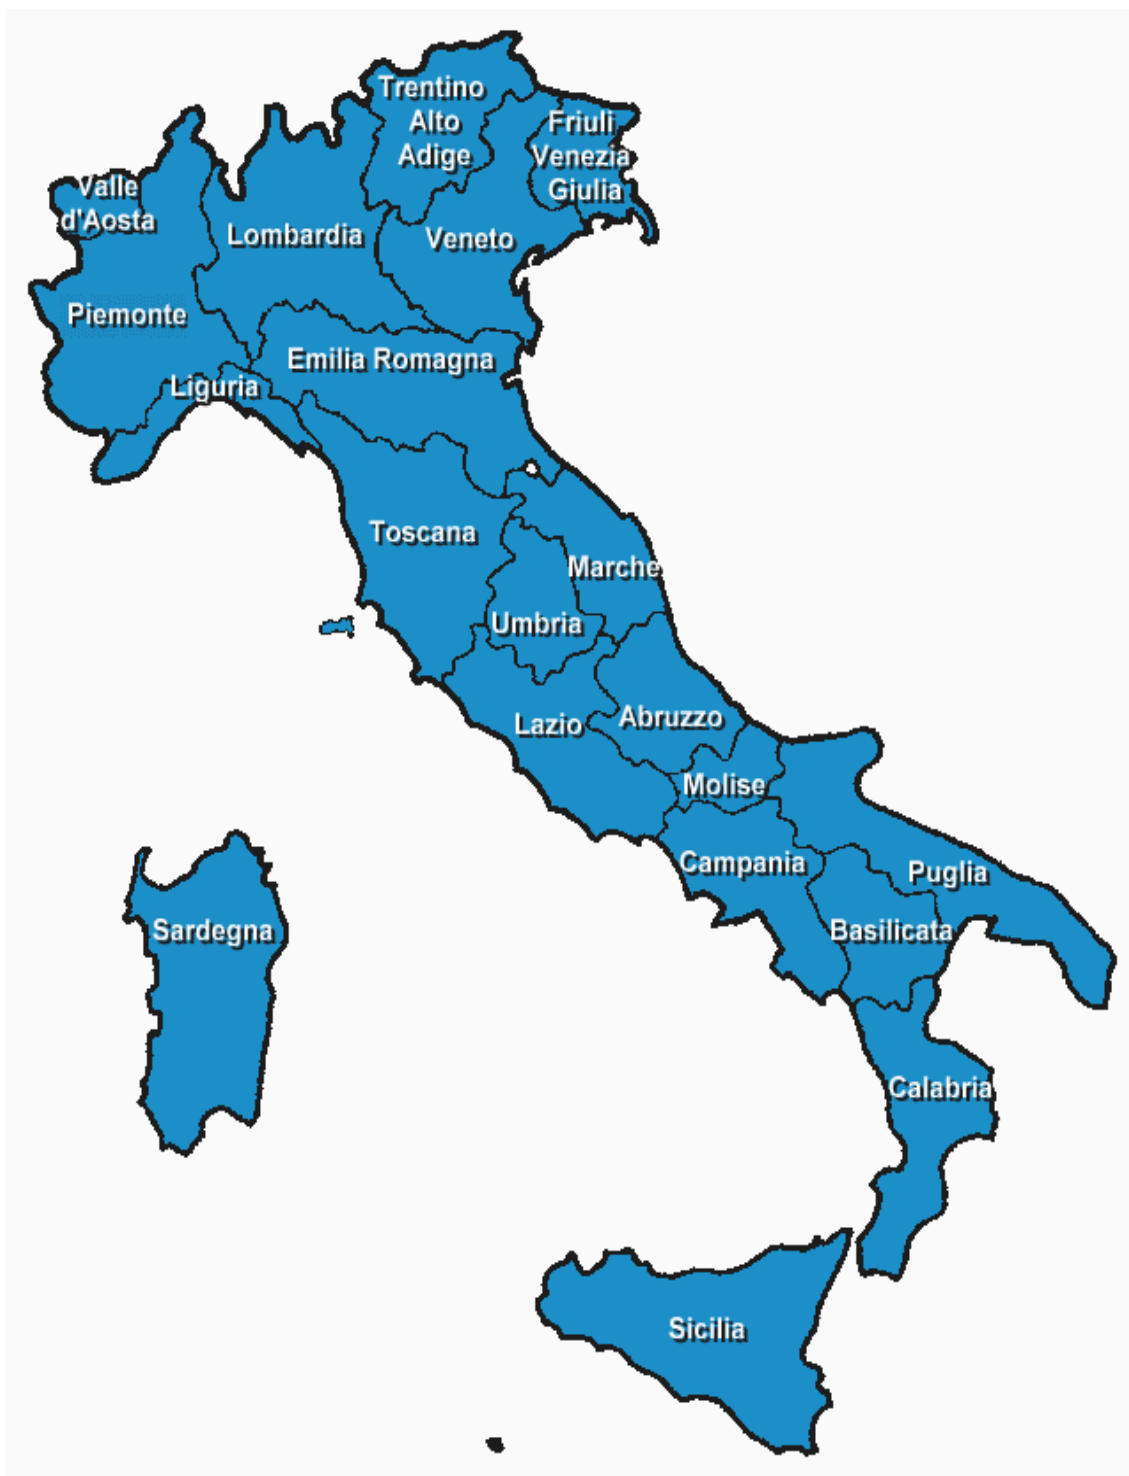 Trentino
Alto
Adige
Friuli
Venezia
Giulia
Valle
d'Aosta
Lombardia
Veneto
Piemonte
Emilia Romagna
Liguria
Toscana
Marche
Umbria
Lazio
Abruzzo
Molise
Campania
Puglia
Basilicata
Sardegna
Calabria
Sicilia